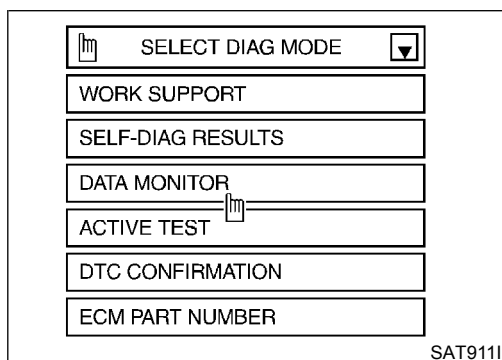 SELECT DIAG MODE
WORK SUPPORT
SELF-DIAG RESULTS
DATA MONITOR
ACTIVE TEST
DTC CONFIRMATION
ECM PART NUMBER
SAT911I